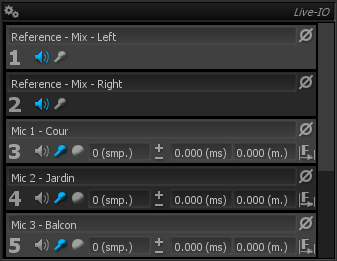 Live-IO
Reference - Mix - Left
1
Reference - Mix - Right
2
Mic 1 - Cour
3 0 (smp.) 0.000 (ms) 0.000 (m.)
Mic 2 - Jardin
4 0 (smp.) 0.000 (ms) 0.000 (m.)
Mic 3 - Balcon
5 0 (smp.) 0.000 (ms) 0.000 (m.)